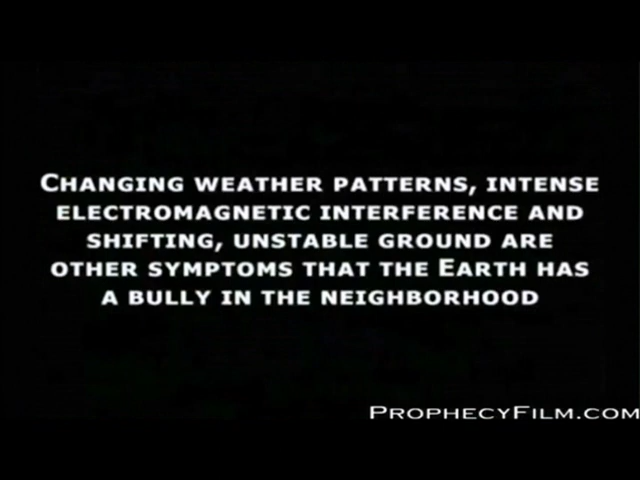 Changing weather patterns, intense
electromagnetic interference and
shifting, unstable ground are
other symptoms that the Earth has
a bully in the neighborhood
ProphecyFilm.com